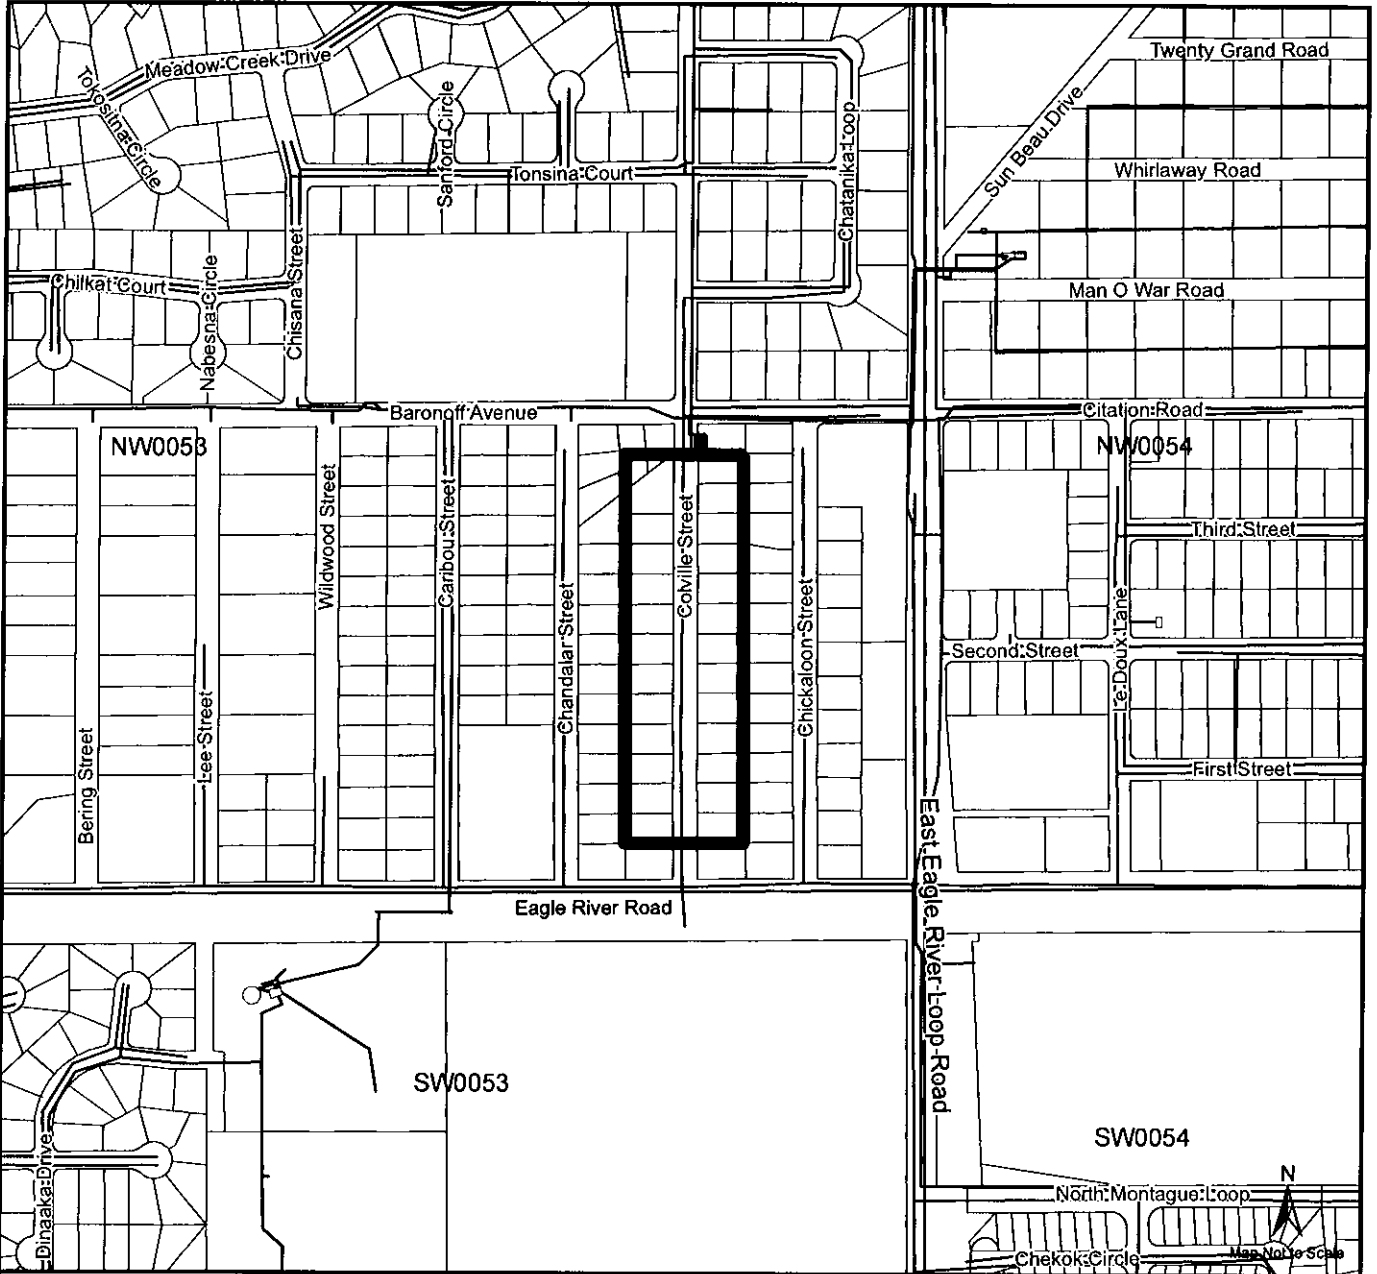 Twenty Grand Road
Meadow Creek Drive
Tokositna Circle
Sanford Circle
Chatanika Loop
Sun Beau Drive
Whirlaway Road
Tonsina Court
Chisana Street
Chilkat Court
Nabesna Circle
Man O War Road
Baronoff Avenue
Citation Road
NW0053
NW0054
Wildwood Street
Caribou Street
Colville Street
Third Street
Chandalar Street
Chickaloon Street
Le Doux Lane
Second Street
Bering Street
Lee Street
First Street
East Eagle River Loop Road
Eagle River Road
SW0053
SW0054
Dinaaka Drive
N
North Montague Loop
Chekok Circle
Map Not to Scale